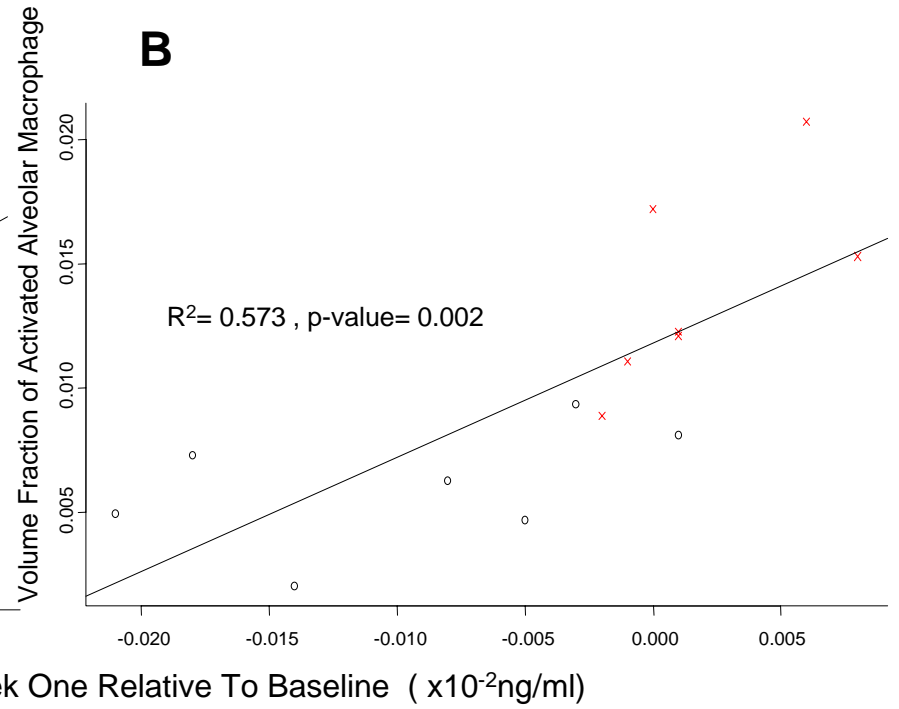 B
Volume Fraction of Activated Alveolar Macrophage
0.020
0.015
0.010
0.005
R²= 0.573 , p-value= 0.002
-0.020 -0.015 -0.010 -0.005 0.000 0.005
One Relative To Baseline ( x10⁻²ng/ml)